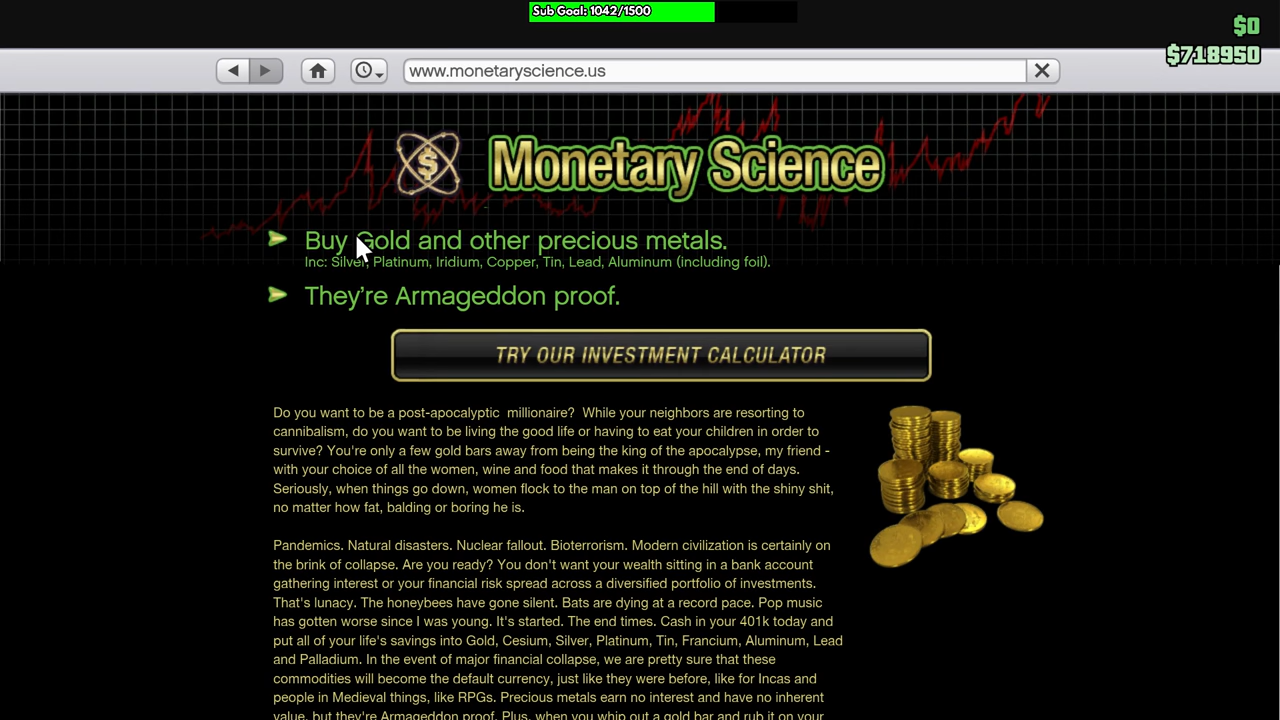 Sub Goal: 1042/1500
$0
$718950
www.monetaryscience.us
$ Monetary Science
Buy Gold and other precious metals.
Inc: Silver, Platinum, Iridium, Copper, Tin, Lead, Aluminum (including foil).
They're Armageddon proof.
TRY OUR INVESTMENT CALCULATOR
Do you want to be a post-apocalyptic millionaire? While your neighbors are resorting to
cannibalism, do you want to be living the good life or having to eat your children in order to
survive? You're only a few gold bars away from being the king of the apocalypse, my friend -
with your choice of all the women, wine and food that makes it through the end of days.
Seriously, when things go down, women flock to the man on top of the hill with the shiny shit,
no matter how fat, balding or boring he is.
Pandemics. Natural disasters. Nuclear fallout. Bioterrorism. Modern civilization is certainly on
the brink of collapse. Are you ready? You don't want your wealth sitting in a bank account
gathering interest or your financial risk spread across a diversified portfolio of investments.
That's lunacy. The honeybees have gone silent. Bats are dying at a record pace. Pop music
has gotten worse since I was young. It's started. The end times. Cash in your 401k today and
put all of your life's savings into Gold, Cesium, Silver, Platinum, Tin, Francium, Aluminum, Lead
and Palladium. In the event of major financial collapse, we are pretty sure that these
commodities will become the default currency, just like they were before, like for Incas and
people in Medieval things, like RPGs. Precious metals earn no interest and have no inherent
value, but they're Armageddon proof. Plus, when you whip out a gold bar and rub it on your